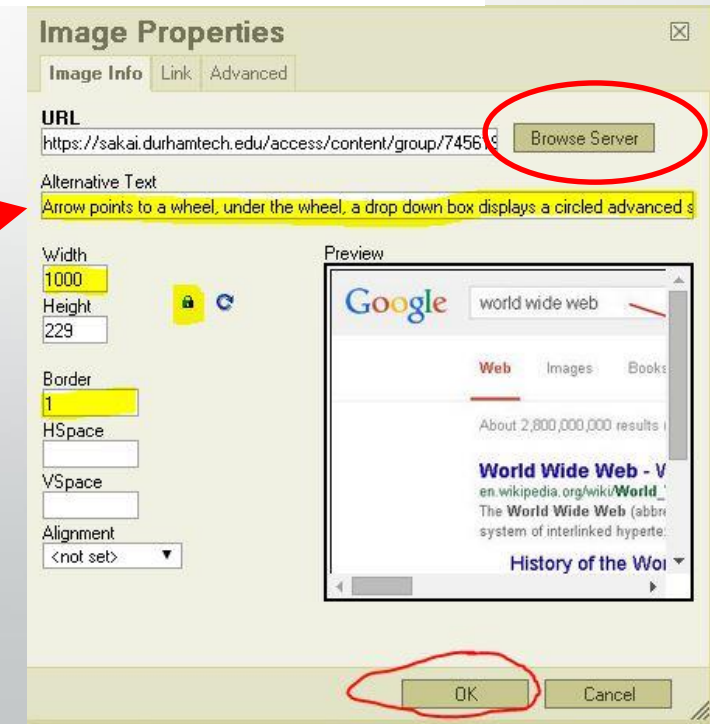 Image Properties
Image Info Link Advanced
URL
https://sakai.durhamtech.edu/access/content/group/74561 Browse Server
Alternative Text
Arrow points to a wheel, under the wheel, a drop down box displays a circled advanced s
Width
1000
Height
229
Border
1
HSpace
VSpace
Alignment
<not set>
Preview
Google world wide web
Web Images Books
About 2,800,000,000 results
World Wide Web - W
en.wikipedia.org/wiki/World_
The World Wide Web (abbre
system of interlinked hyperte
History of the Wor
OK Cancel